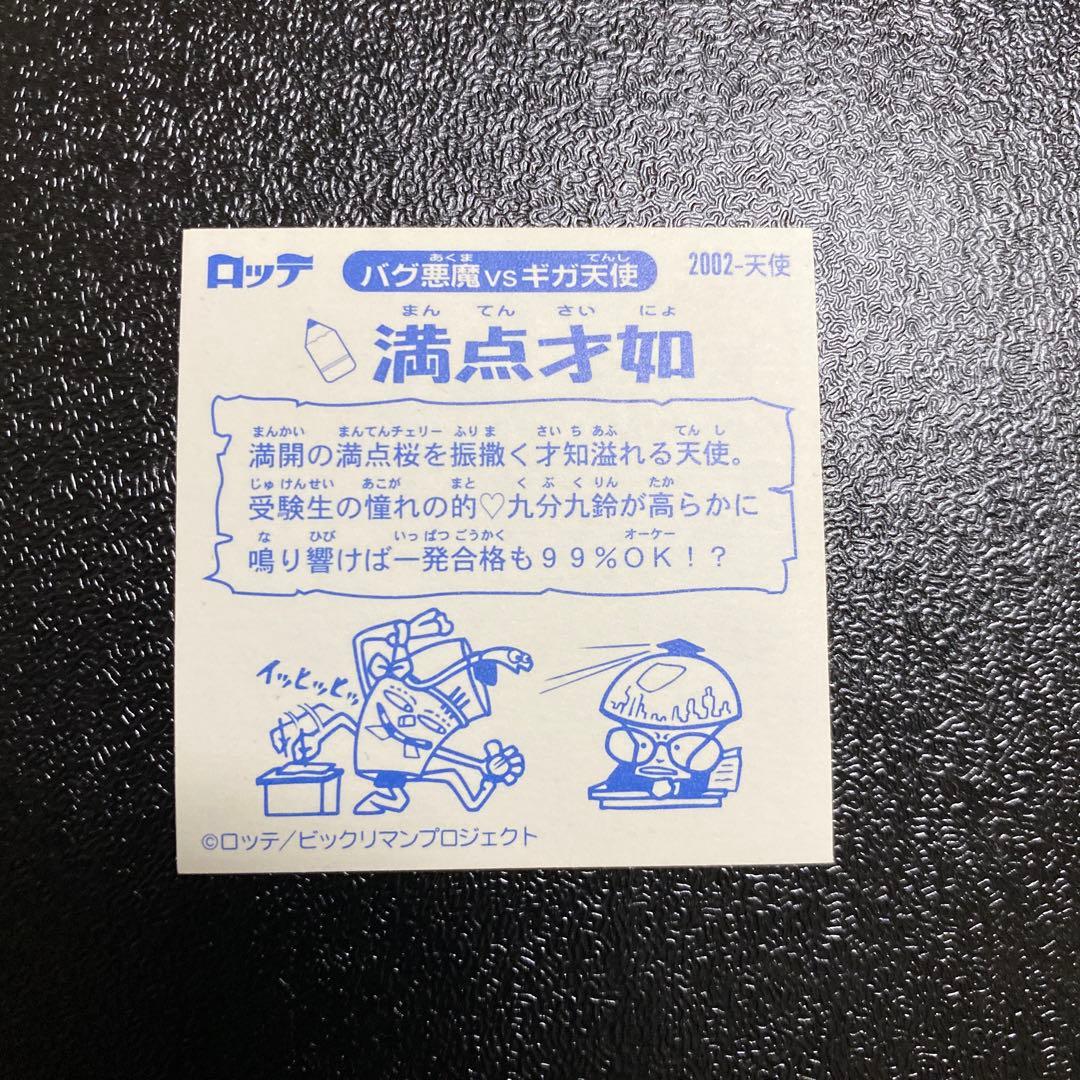 ロッテ バグ悪魔vsギガ天使 2002-天使
あくま てんし
まん てん さい にょ
満点才如
まんかい まんてんチェリー ふりま さいちあふ てんし
満開の満点桜を振撒く才知溢れる天使。
じゅけんせい あこが まと くぶくりん たか
受験生の憧れの的♡九分九鈴が高らかに
な ひび いっぱつごうかく オーケー
鳴り響けば一発合格も99%OK!?
イッヒッヒッ
©ロッテ/ビックリマンプロジェクト